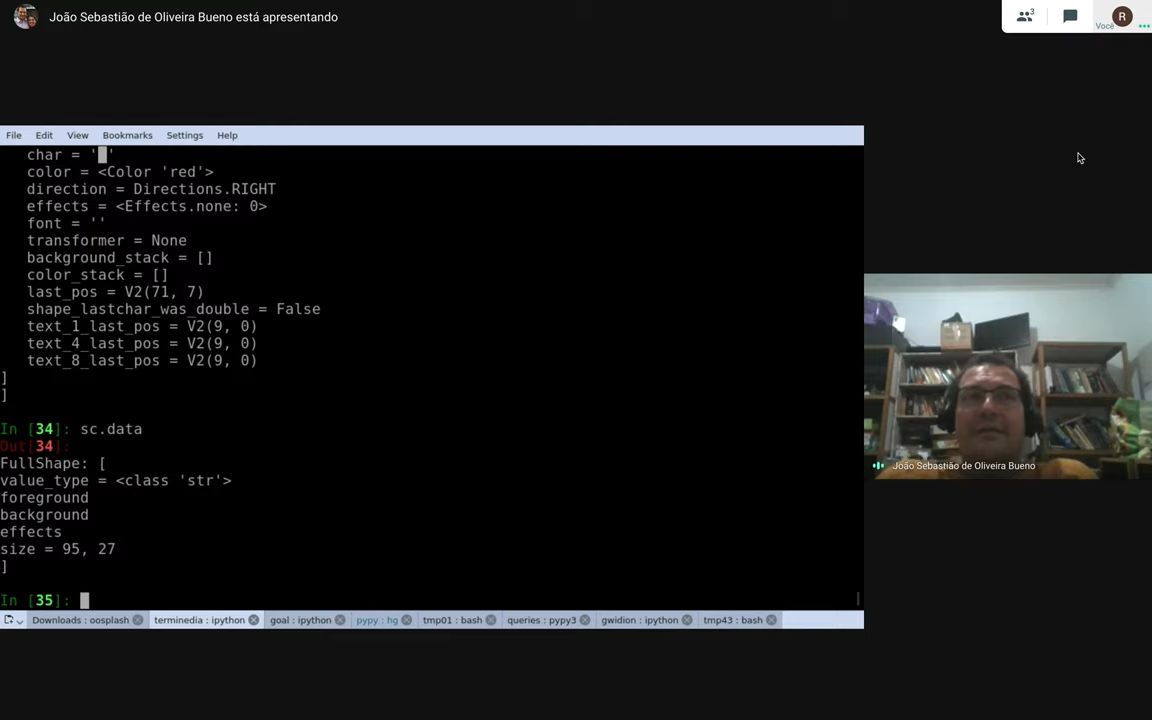 João Sebastião de Oliveira Bueno está apresentando
3
Você
R
File Edit View Bookmarks Settings Help
char = '█'
color = <Color 'red'>
direction = Directions.RIGHT
effects = <Effects.none: 0>
font = ''
transformer = None
background_stack = []
color_stack = []
last_pos = V2(71, 7)
shape_lastchar_was_double = False
text_1_last_pos = V2(9, 0)
text_4_last_pos = V2(9, 0)
text_8_last_pos = V2(9, 0)
]
]
In [34]: sc.data
Out[34]:
FullShape: [
value_type = <class 'str'>
foreground
background
effects
size = 95, 27
]
In [35]:
João Sebastião de Oliveira Bueno
Downloads : oosplash terminedia : ipython goal : ipython pypy : hg tmp01 : bash queries : pypy3 gwidion : ipython tmp43 : bash